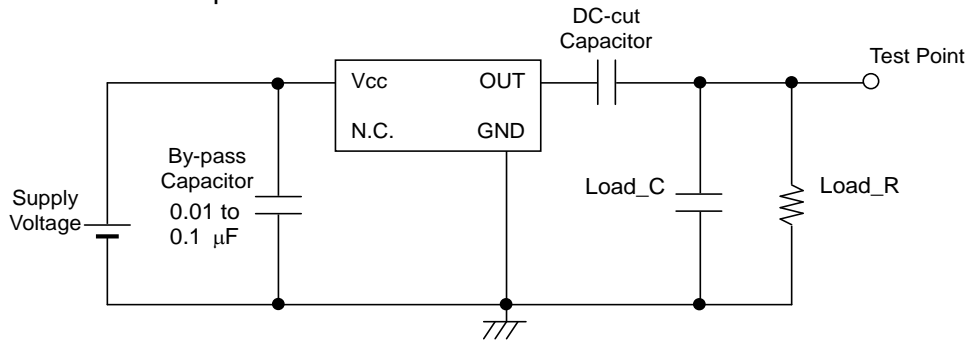 DC-cut
Capacitor
Test Point
Vcc
OUT
N.C.
GND
By-pass
Capacitor
0.01 to
0.1 μF
Supply
Voltage
Load_C
Load_R